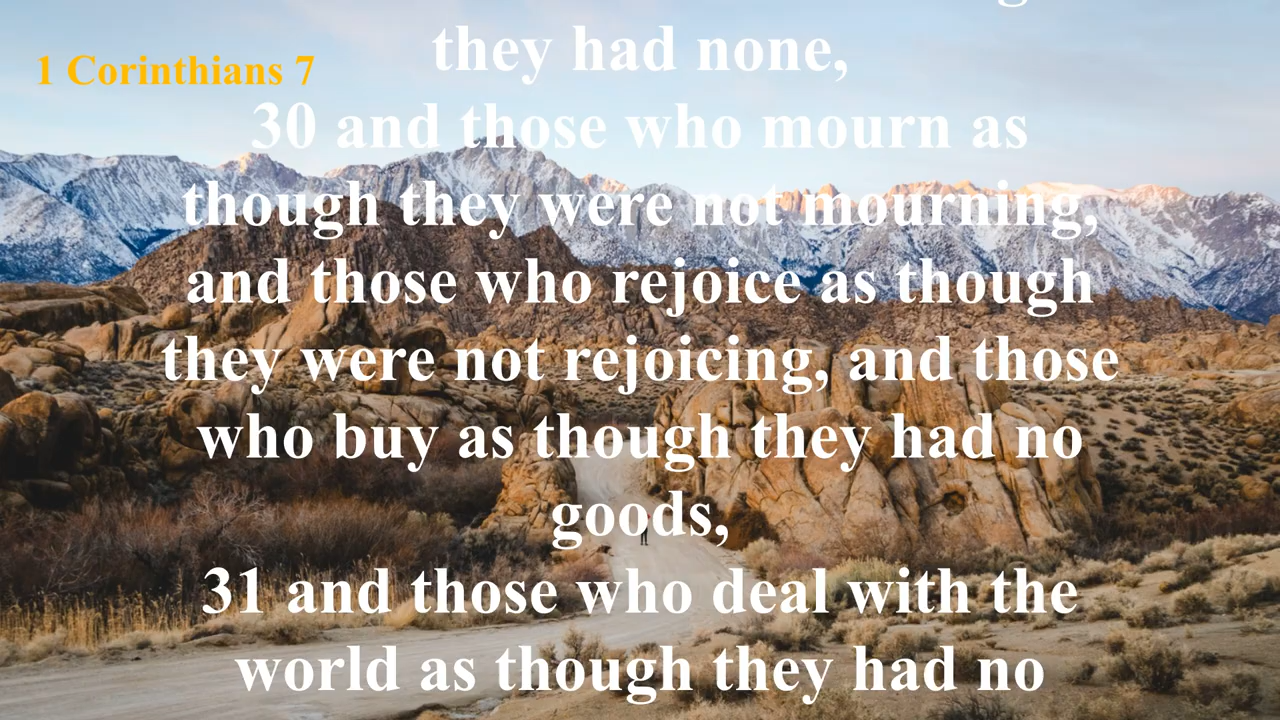 1 Corinthians 7
they had none,
30 and those who mourn as
though they were not mourning,
and those who rejoice as though
they were not rejoicing, and those
who buy as though they had no
goods,
31 and those who deal with the
world as though they had no